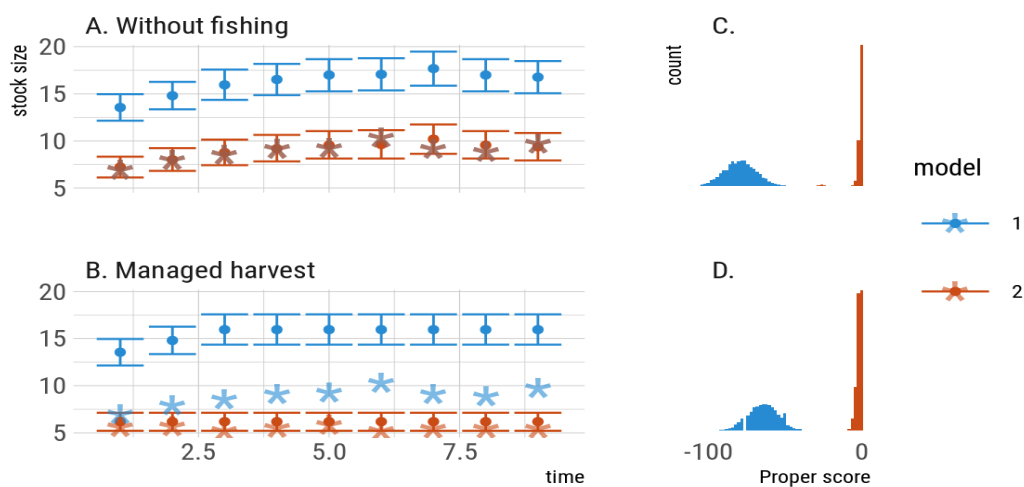 A. Without fishing
stock size
20
15
10
5
B. Managed harvest
20
15
10
5
2.5 5.0 7.5
time
C.
count
D.
-100 0
Proper score
model
1
2